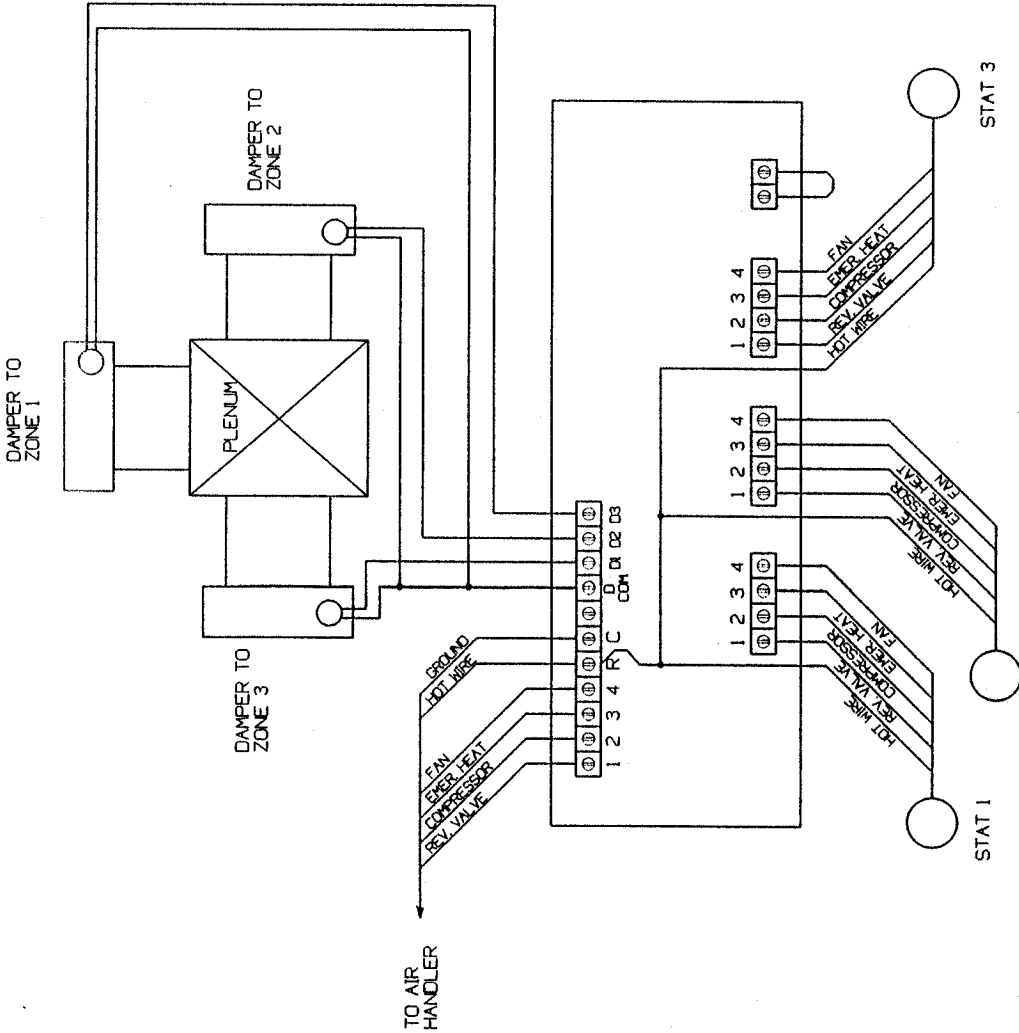 DAMPER TO
ZONE 1
DAMPER TO
ZONE 2
PLENUM
DAMPER TO
ZONE 3
TO AIR
HANDLER
GROUND
HOT WIRE
FAN
EMER. HEAT
COMPRESSOR
REV. VALVE
1 2 3 4 R C D COM D1 D2 D3
1 2 3 4
FAN
EMER. HEAT
COMPRESSOR
REV. VALVE
HOT WIRE
STAT 1
1 2 3 4
FAN
EMER. HEAT
COMPRESSOR
REV. VALVE
HOT WIRE
1 2 3 4
FAN
EMER. HEAT
COMPRESSOR
REV. VALVE
HOT WIRE
STAT 3